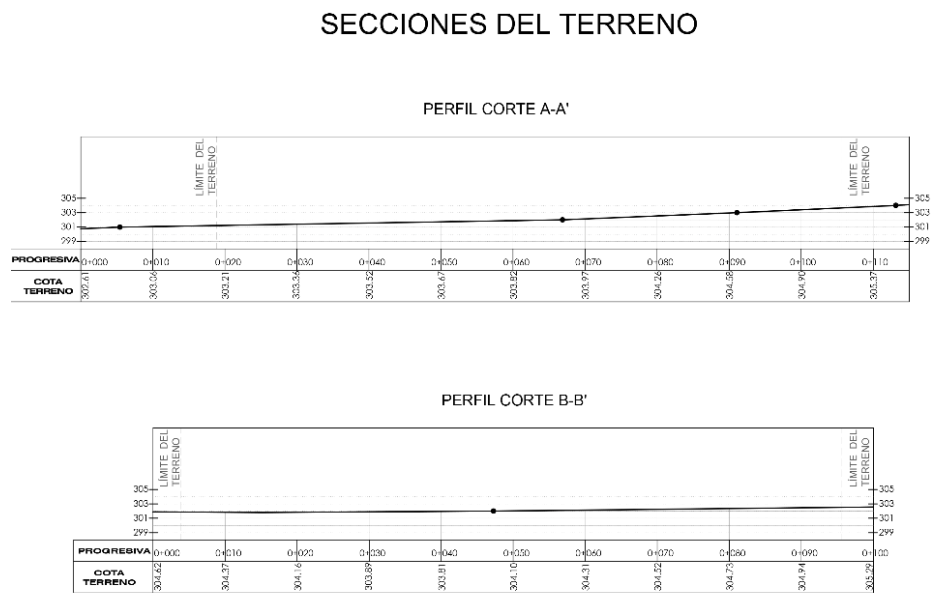 SECCIONES DEL TERRENO
PERFIL CORTE A-A'
LÍMITE DEL
TERRENO
LÍMITE DEL
TERRENO
305 305
303 303
301 301
299 299
PROGRESIVA 0+000 0+010 0+020 0+030 0+040 0+050 0+060 0+070 0+080 0+090 0+100 0+110
COTA
TERRENO
302.61 303.06 303.21 303.36 303.52 303.67 303.82 303.97 304.26 304.58 304.90 305.37
PERFIL CORTE B-B'
LÍMITE DEL
TERRENO
LÍMITE DEL
TERRENO
305 305
303 303
301 301
299 299
PROGRESIVA 0+000 0+010 0+020 0+030 0+040 0+050 0+060 0+070 0+080 0+090 0+100
COTA
TERRENO
304.62 304.37 304.16 303.89 303.81 304.10 304.31 304.52 304.73 304.94 305.29